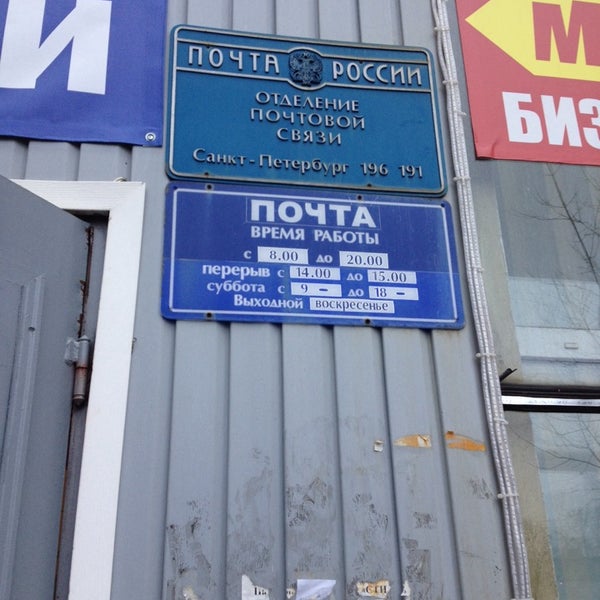 И
ПОЧТА РОССИИ
ОТДЕЛЕНИЕ
ПОЧТОВОЙ
СВЯЗИ
Санкт-Петербург 196 191
ПОЧТА
ВРЕМЯ РАБОТЫ
с 8.00 до 20.00
перерыв с 14.00 до 15.00
суббота с 9 – до 18 –
Выходной воскресенье
М
БИЗ